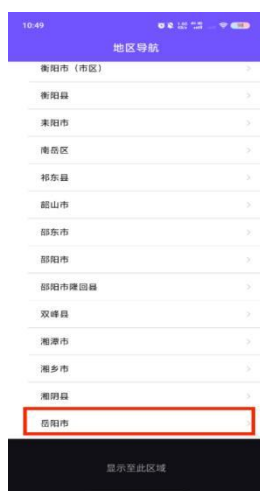 10:49
地区导航
衡阳市（市区）
衡阳县
耒阳市
南岳区
祁东县
韶山市
邵东市
邵阳市
邵阳市隆回县
双峰县
湘潭市
湘乡市
湘阴县
岳阳市
显示至此区域